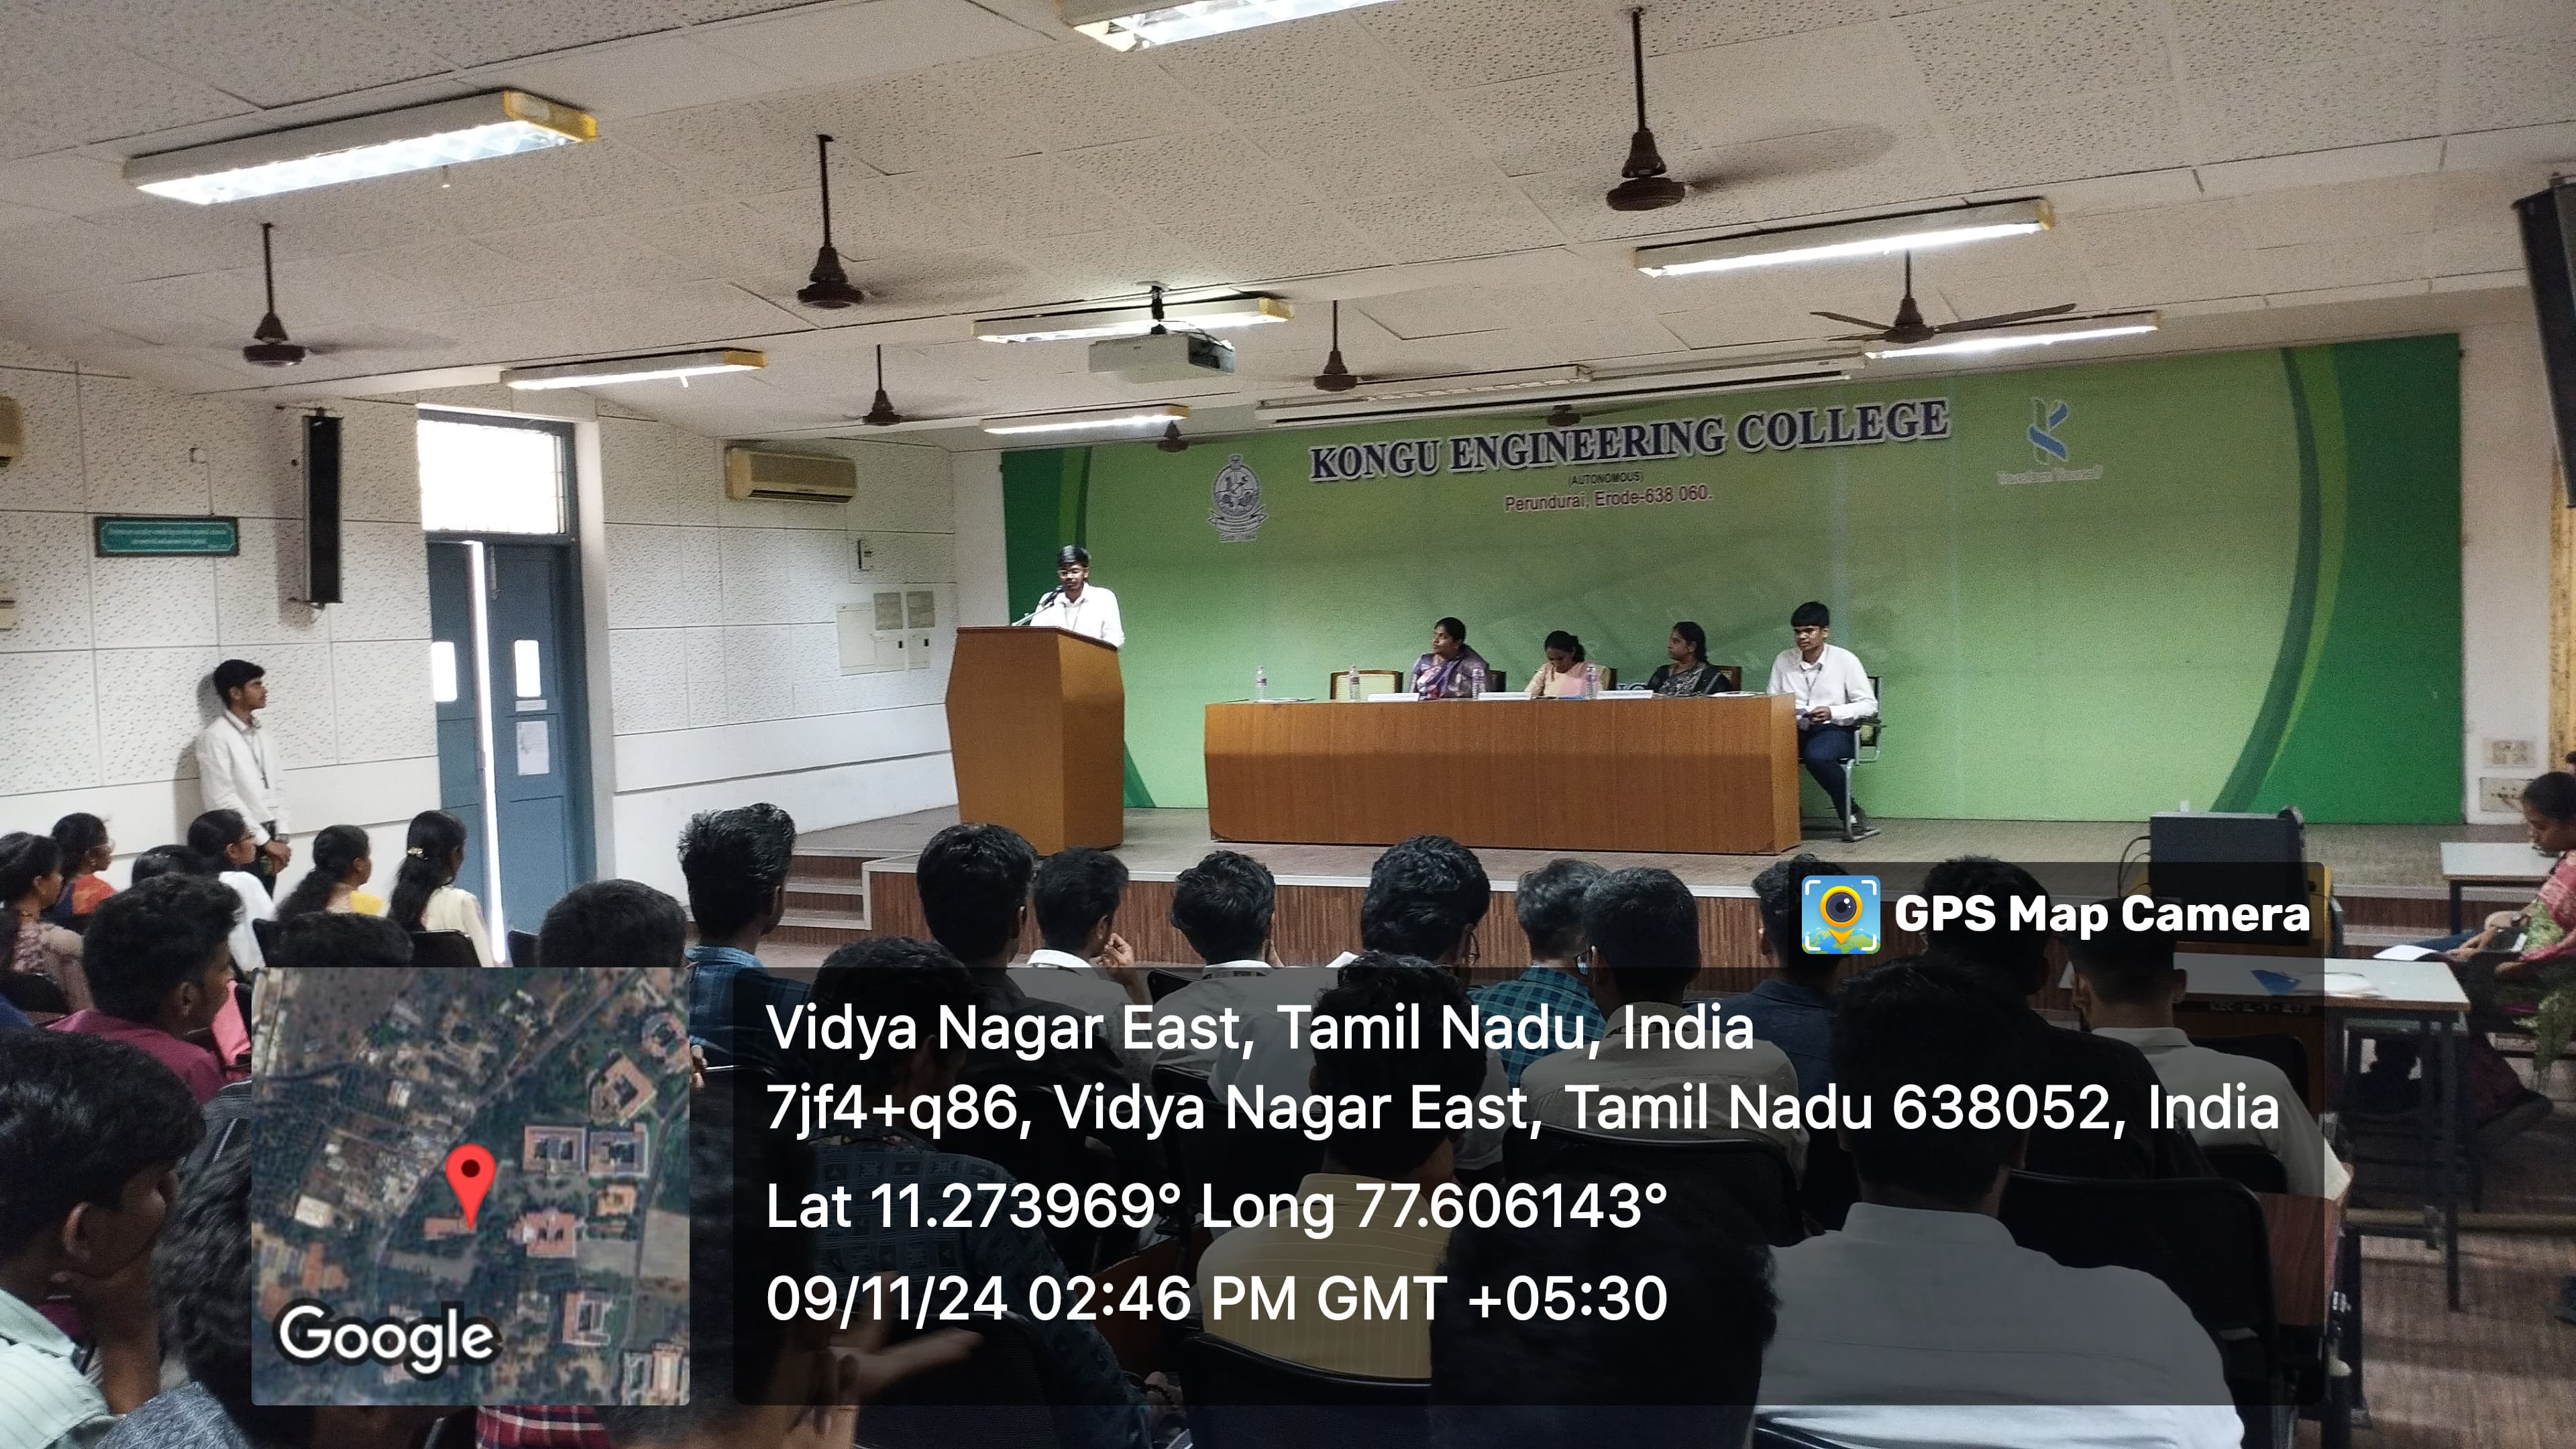 KONGU ENGINEERING COLLEGE
(AUTONOMOUS)
Perundurai, Erode-638 060.
GPS Map Camera
Vidya Nagar East, Tamil Nadu, India
7jf4+q86, Vidya Nagar East, Tamil Nadu 638052, India
Lat 11.273969° Long 77.606143°
09/11/24 02:46 PM GMT +05:30
Google